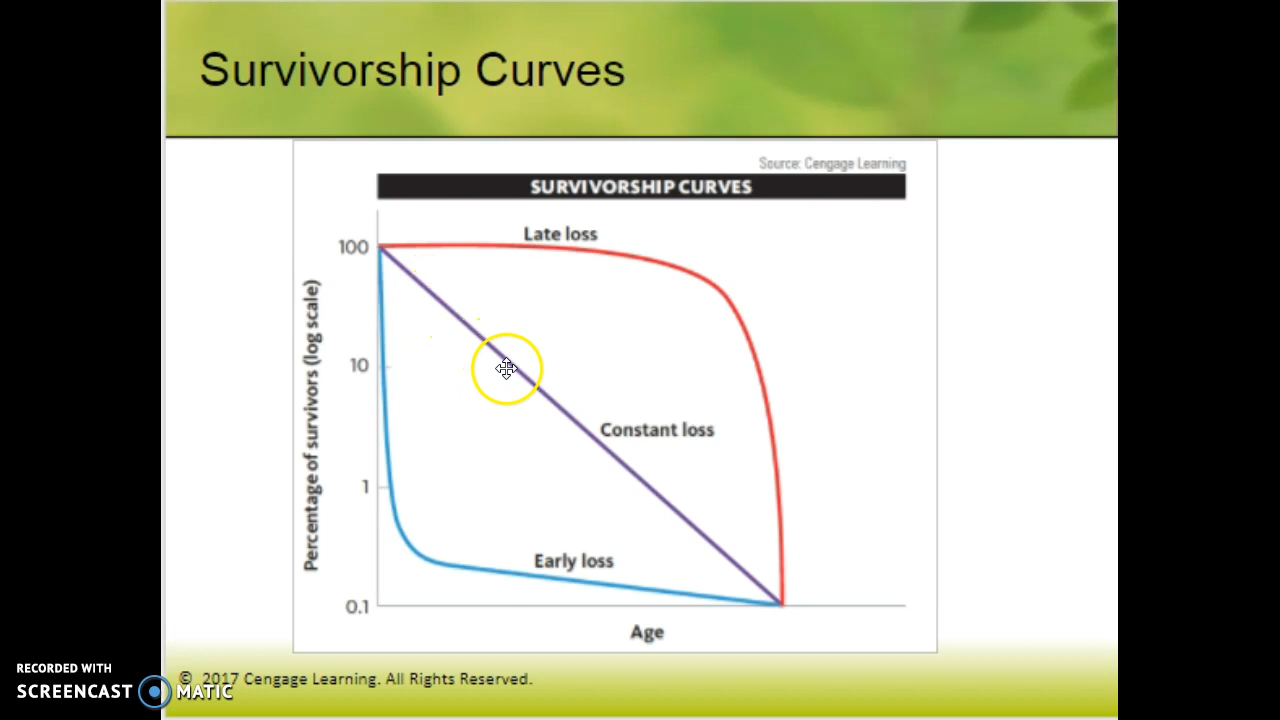 Survivorship Curves
Source: Cengage Learning
SURVIVORSHIP CURVES
Late loss
100
10
1
0.1
Percentage of survivors (log scale)
Constant loss
Early loss
Age
© 2017 Cengage Learning. All Rights Reserved.
RECORDED WITH
SCREENCAST MATIC